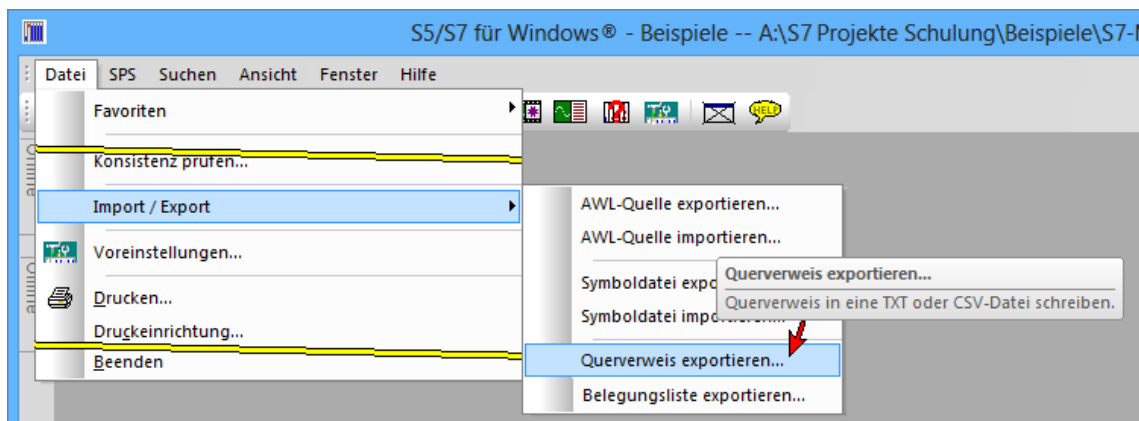 S5/S7 für Windows® - Beispiele -- A:\S7 Projekte Schulung\Beispiele\S7-
Datei SPS Suchen Ansicht Fenster Hilfe
Favoriten
HELP
Konsistenz prüfen...
Import / Export
Voreinstellungen...
Drucken...
Druckeinrichtung...
Beenden
AWL-Quelle exportieren...
AWL-Quelle importieren...
Symboldatei expo
Symboldatei importieren...
Querverweis exportieren...
Belegungsliste exportieren...
Querverweis exportieren...
Querverweis in eine TXT oder CSV-Datei schreiben.